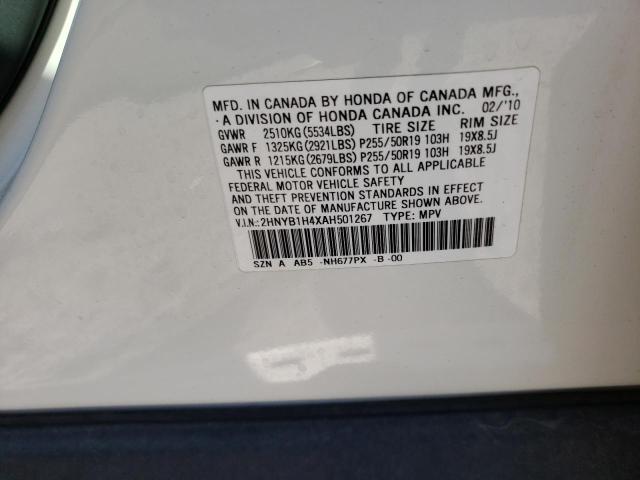 MFD. IN CANADA BY HONDA OF CANADA MFG.,
A DIVISION OF HONDA CANADA INC. 02/'10
GVWR 2510KG(5534LBS) TIRE SIZE RIM SIZE
GAWR F 1325KG(2921LBS) P255/50R19 103H 19X8.5J
GAWR R 1215KG(2679LBS) P255/50R19 103H 19X8.5J
THIS VEHICLE CONFORMS TO ALL APPLICABLE
FEDERAL MOTOR VEHICLE SAFETY
AND THEFT PREVENTION STANDARDS IN EFFECT
ON THE DATE OF MANUFACTURE SHOWN ABOVE.
V.I.N.:2HNYB1H4XAH501267 TYPE: MPV
SZN A AB5 -NH677PX -B -00